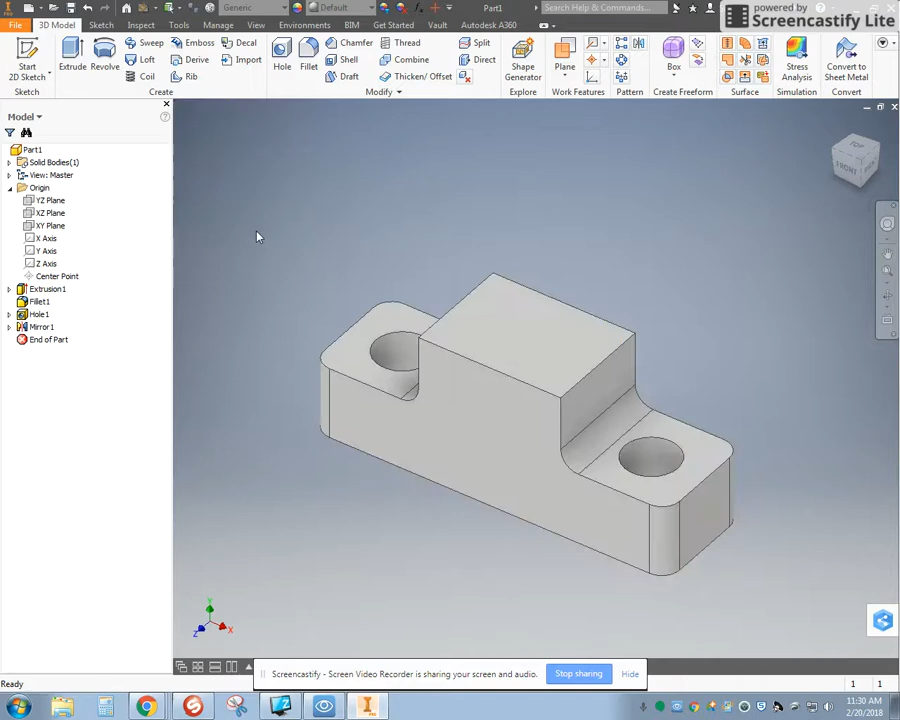 Generic
Default
Part1
Search Help & Commands...
powered by
Screencastify Lite
File
3D Model
Sketch
Inspect
Tools
Manage
View
Environments
BIM
Get Started
Vault
Autodesk A360
Start
2D Sketch
Extrude
Revolve
Sweep
Loft
Coil
Emboss
Derive
Rib
Decal
Import
Hole
Fillet
Chamfer
Shell
Draft
Thread
Combine
Thicken/ Offset
Split
Direct
Shape
Generator
Plane
Box
Stress
Analysis
Convert to
Sheet Metal
Sketch
Create
Modify
Explore
Work Features
Pattern
Create Freeform
Surface
Simulation
Convert
Model
Part1
Solid Bodies(1)
View: Master
Origin
YZ Plane
XZ Plane
XY Plane
X Axis
Y Axis
Z Axis
Center Point
Extrusion1
Fillet1
Hole1
Mirror1
End of Part
TOP
FRONT
Y
Z
X
Screencastify - Screen Video Recorder is sharing your screen and audio.
Stop sharing
Hide
Ready
1
1
11:30 AM
2/20/2018